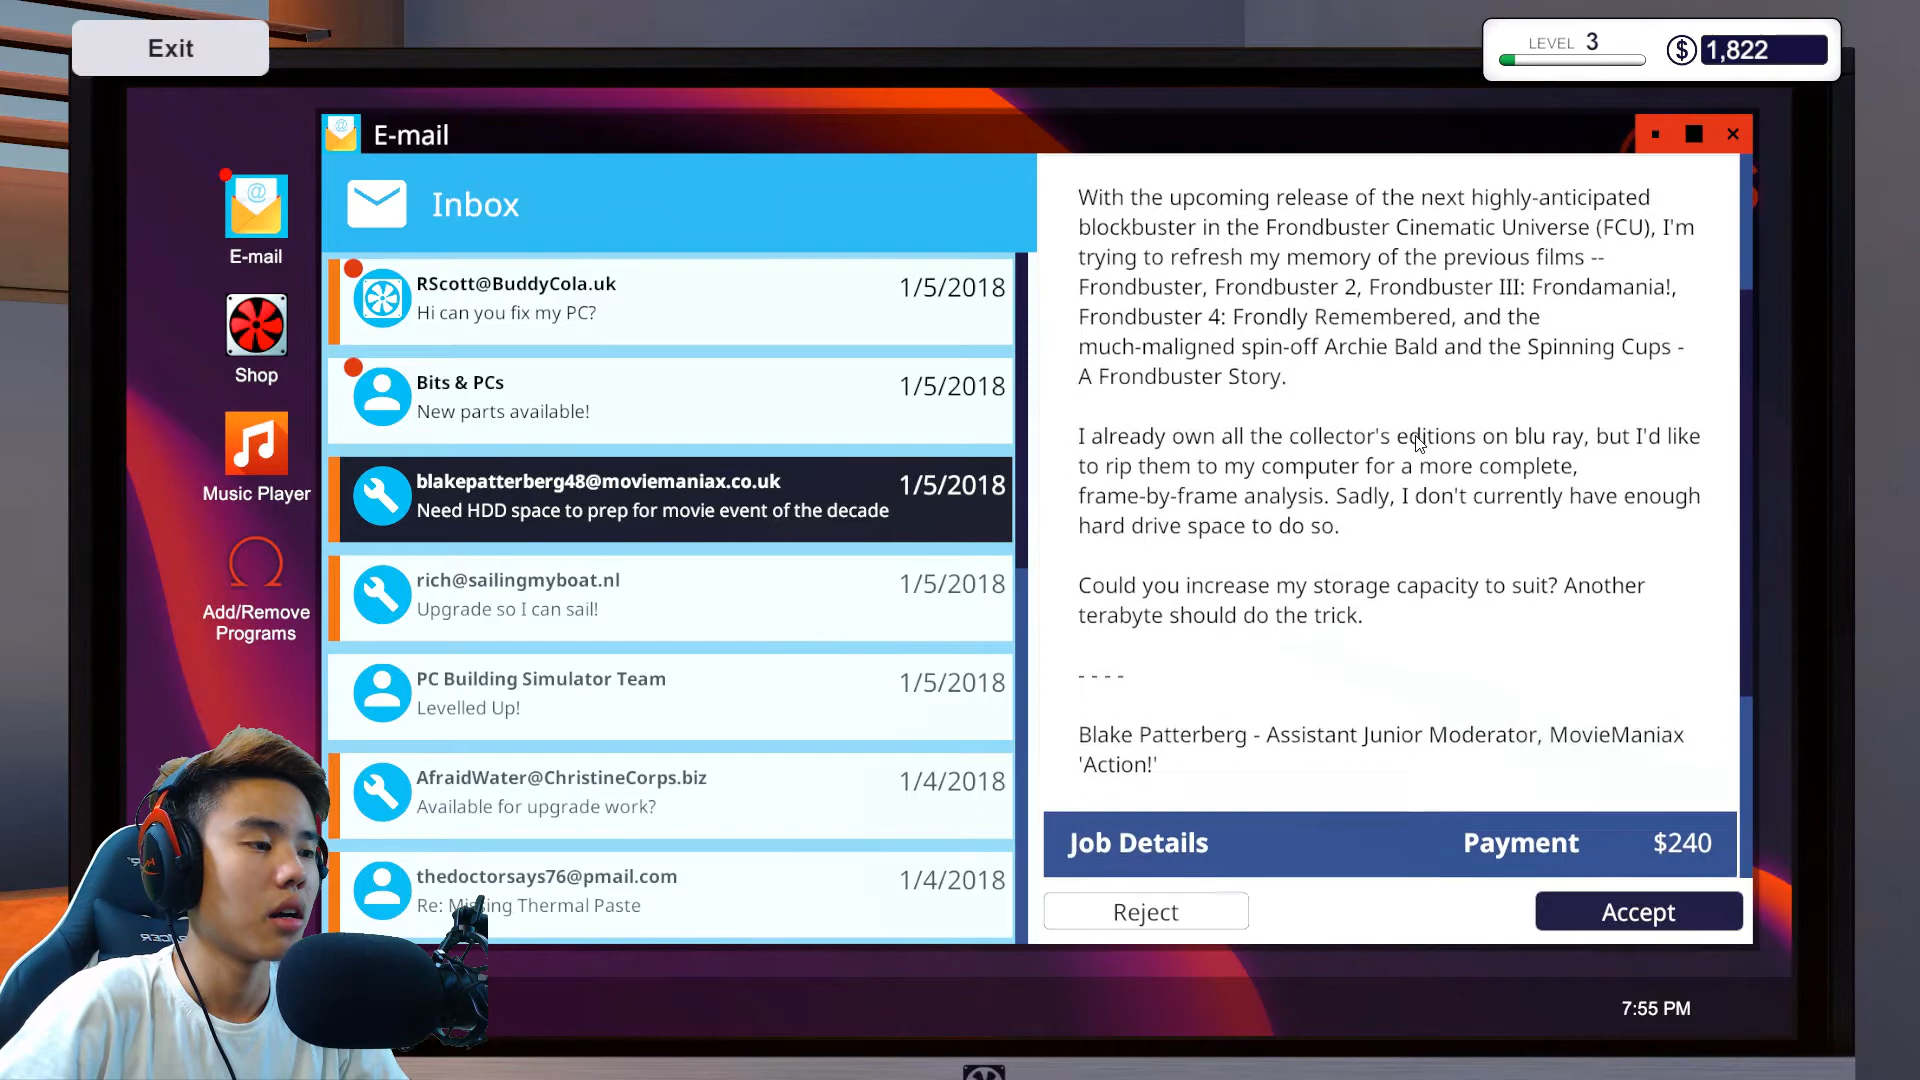 Exit
LEVEL 3
$ 1,822
E-mail
E-mail
Shop
Music Player
Add/Remove
Programs
Inbox
RScott@BuddyCola.uk
1/5/2018
Hi can you fix my PC?
Bits & PCs
1/5/2018
New parts available!
blakepatterberg48@moviemaniax.co.uk
1/5/2018
Need HDD space to prep for movie event of the decade
rich@sailingmyboat.nl
1/5/2018
Upgrade so I can sail!
PC Building Simulator Team
1/5/2018
Levelled Up!
AfraidWater@ChristineCorps.biz
1/4/2018
Available for upgrade work?
thedoctorsays76@pmail.com
1/4/2018
Re: Missing Thermal Paste
With the upcoming release of the next highly-anticipated
blockbuster in the Frondbuster Cinematic Universe (FCU), I'm
trying to refresh my memory of the previous films --
Frondbuster, Frondbuster 2, Frondbuster III: Frondamania!,
Frondbuster 4: Frondly Remembered, and the
much-maligned spin-off Archie Bald and the Spinning Cups -
A Frondbuster Story.
I already own all the collector's editions on blu ray, but I'd like
to rip them to my computer for a more complete,
frame-by-frame analysis. Sadly, I don't currently have enough
hard drive space to do so.
Could you increase my storage capacity to suit? Another
terabyte should do the trick.
- - - -
Blake Patterberg - Assistant Junior Moderator, MovieManiax
'Action!'
Job Details
Payment $240
Reject
Accept
7:55 PM